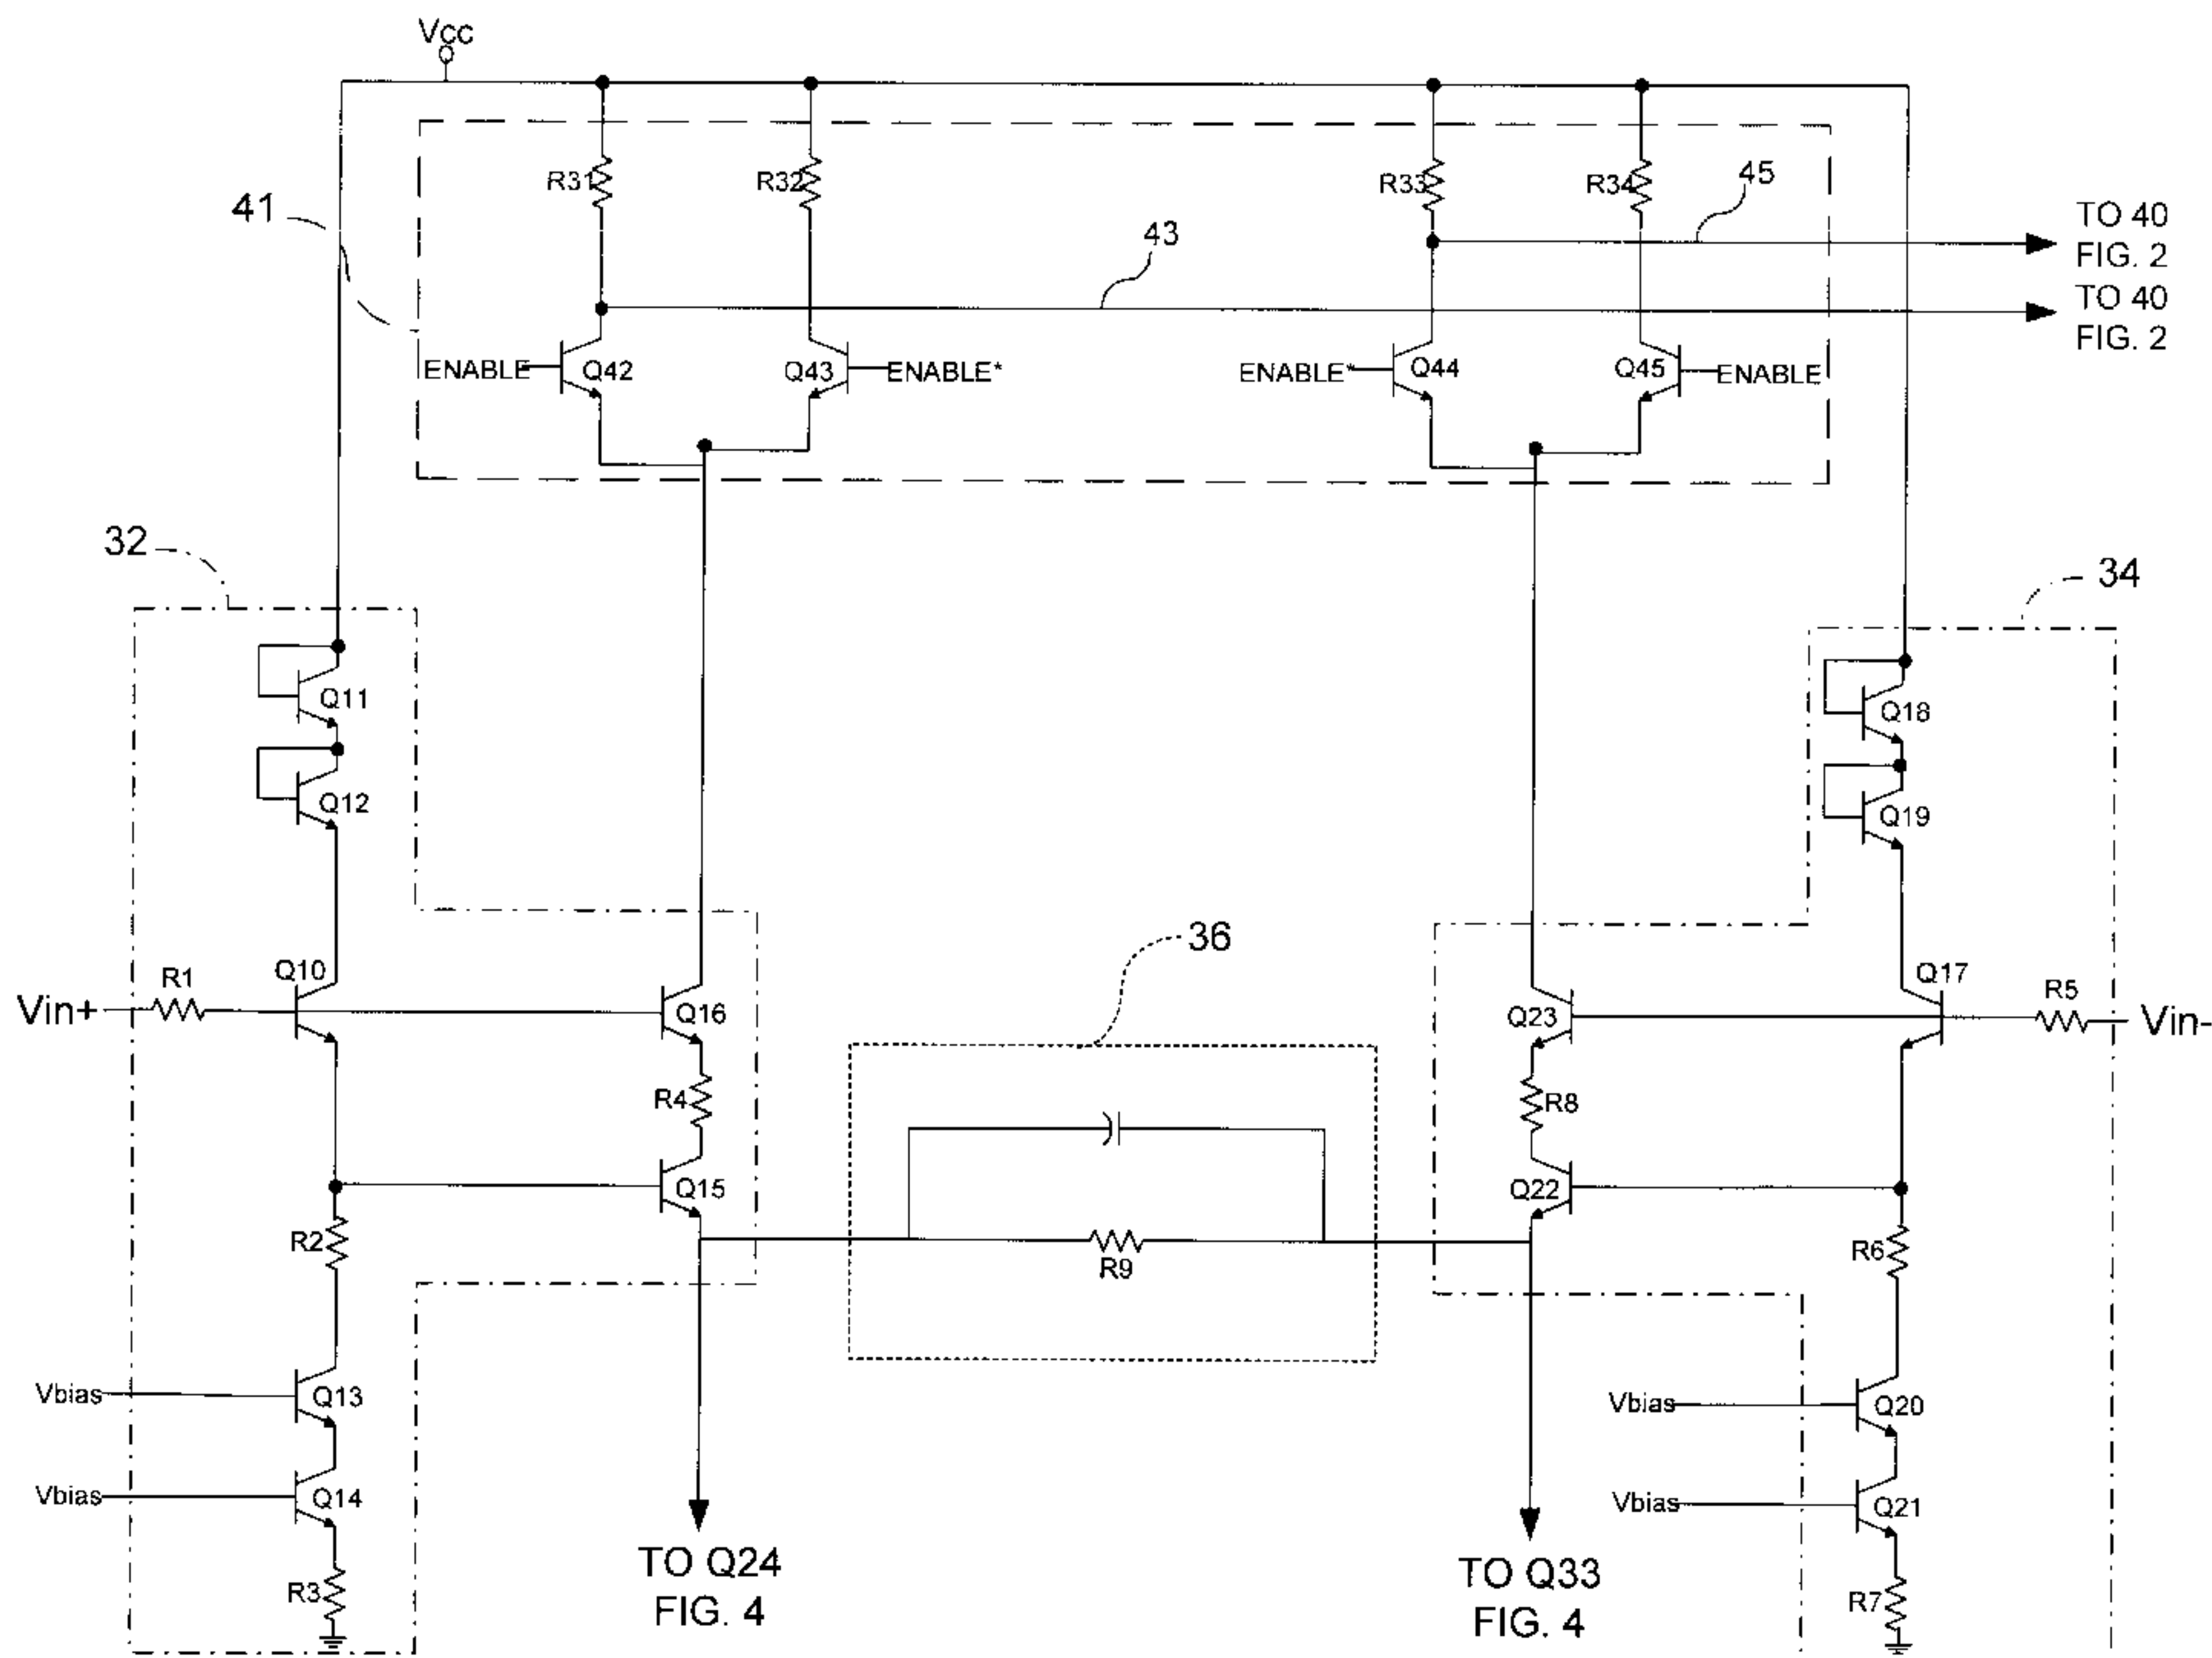 Vcc
R31
R32
R33
R34
45
TO 40
FIG. 2
41
43
TO 40
FIG. 2
ENABLE
Q42
Q43
ENABLE*
ENABLE*
Q44
Q45
ENABLE
32
34
Q11
Q18
Q12
Q19
36
Q10
Q17
R1
R5
Vin+
Q16
Q23
Vin-
R4
R8
Q15
Q22
R2
R9
R6
Vbias
Q13
Vbias
Q20
Vbias
Q14
Vbias
Q21
TO Q24
FIG. 4
TO Q33
FIG. 4
R3
R7